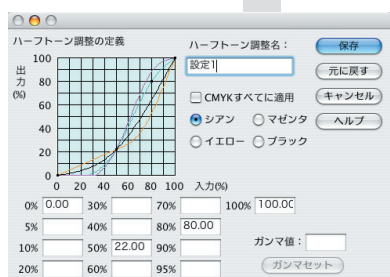 ハーフトーン調整の定義
ハーフトーン調整名：
設定1
保存
元に戻す
キャンセル
ヘルプ
CMYKすべてに適用
シアン
マゼンタ
イエロー
ブラック
出力(%)
100
80
60
40
20
0
0 20 40 60 80 100 入力(%)
0% 0.00 30% 70% 100% 100.00
5% 40% 80% 80.00
10% 50% 22.00 90% ガンマ値：
20% 60% 95% ガンマセット